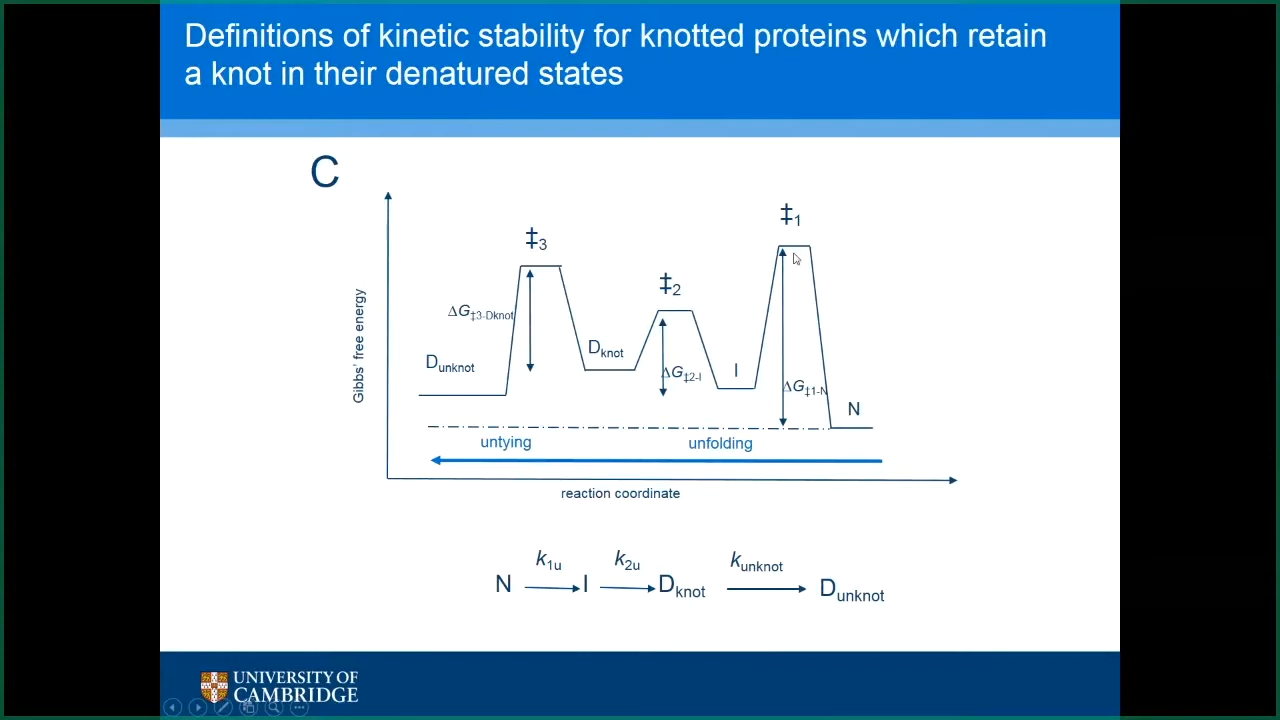 Definitions of kinetic stability for knotted proteins which retain
a knot in their denatured states
C
‡1
‡3
‡2
ΔG‡3-Dknot
Dknot
Dunknot
I
ΔG‡2-I
ΔG‡1-N
N
Gibbs' free energy
untying
unfolding
reaction coordinate
k1u
k2u
kunknot
N
I
Dknot
Dunknot
UNIVERSITY OF
CAMBRIDGE